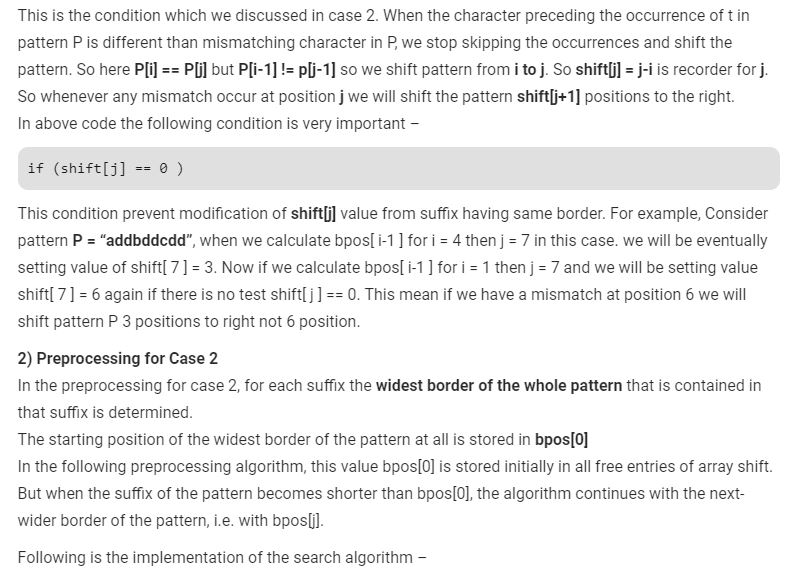 This is the condition which we discussed in case 2. When the character preceding the occurrence of t in
pattern P is different than mismatching character in P, we stop skipping the occurrences and shift the
pattern. So here P[i] == P[j] but P[i-1] != p[j-1] so we shift pattern from i to j. So shift[j] = j-i is recorder for j.
So whenever any mismatch occur at position j we will shift the pattern shift[j+1] positions to the right.
In above code the following condition is very important –
if (shift[j] == 0 )
This condition prevent modification of shift[j] value from suffix having same border. For example, Consider
pattern P = “addbddcdd”, when we calculate bpos[ i-1 ] for i = 4 then j = 7 in this case. we will be eventually
setting value of shift[ 7 ] = 3. Now if we calculate bpos[ i-1 ] for i = 1 then j = 7 and we will be setting value
shift[ 7 ] = 6 again if there is no test shift[ j ] == 0. This mean if we have a mismatch at position 6 we will
shift pattern P 3 positions to right not 6 position.
2) Preprocessing for Case 2
In the preprocessing for case 2, for each suffix the widest border of the whole pattern that is contained in
that suffix is determined.
The starting position of the widest border of the pattern at all is stored in bpos[0]
In the following preprocessing algorithm, this value bpos[0] is stored initially in all free entries of array shift.
But when the suffix of the pattern becomes shorter than bpos[0], the algorithm continues with the next-
wider border of the pattern, i.e. with bpos[j].
Following is the implementation of the search algorithm –